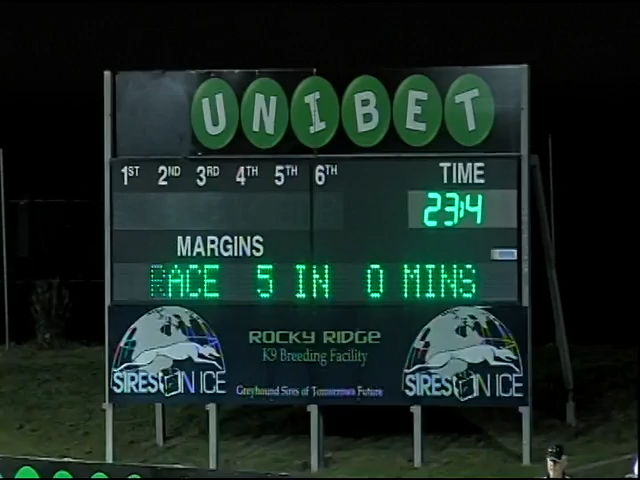 UNIBET
1ST 2ND 3RD 4TH 5TH 6TH TIME
23:4
MARGINS
RACE 5 IN 0 MINS
ROCKY RIDGE
K9 Breeding Facility
SIRES ON ICE
Greyhound Sires of Tomorrows Future
SIRES ON ICE